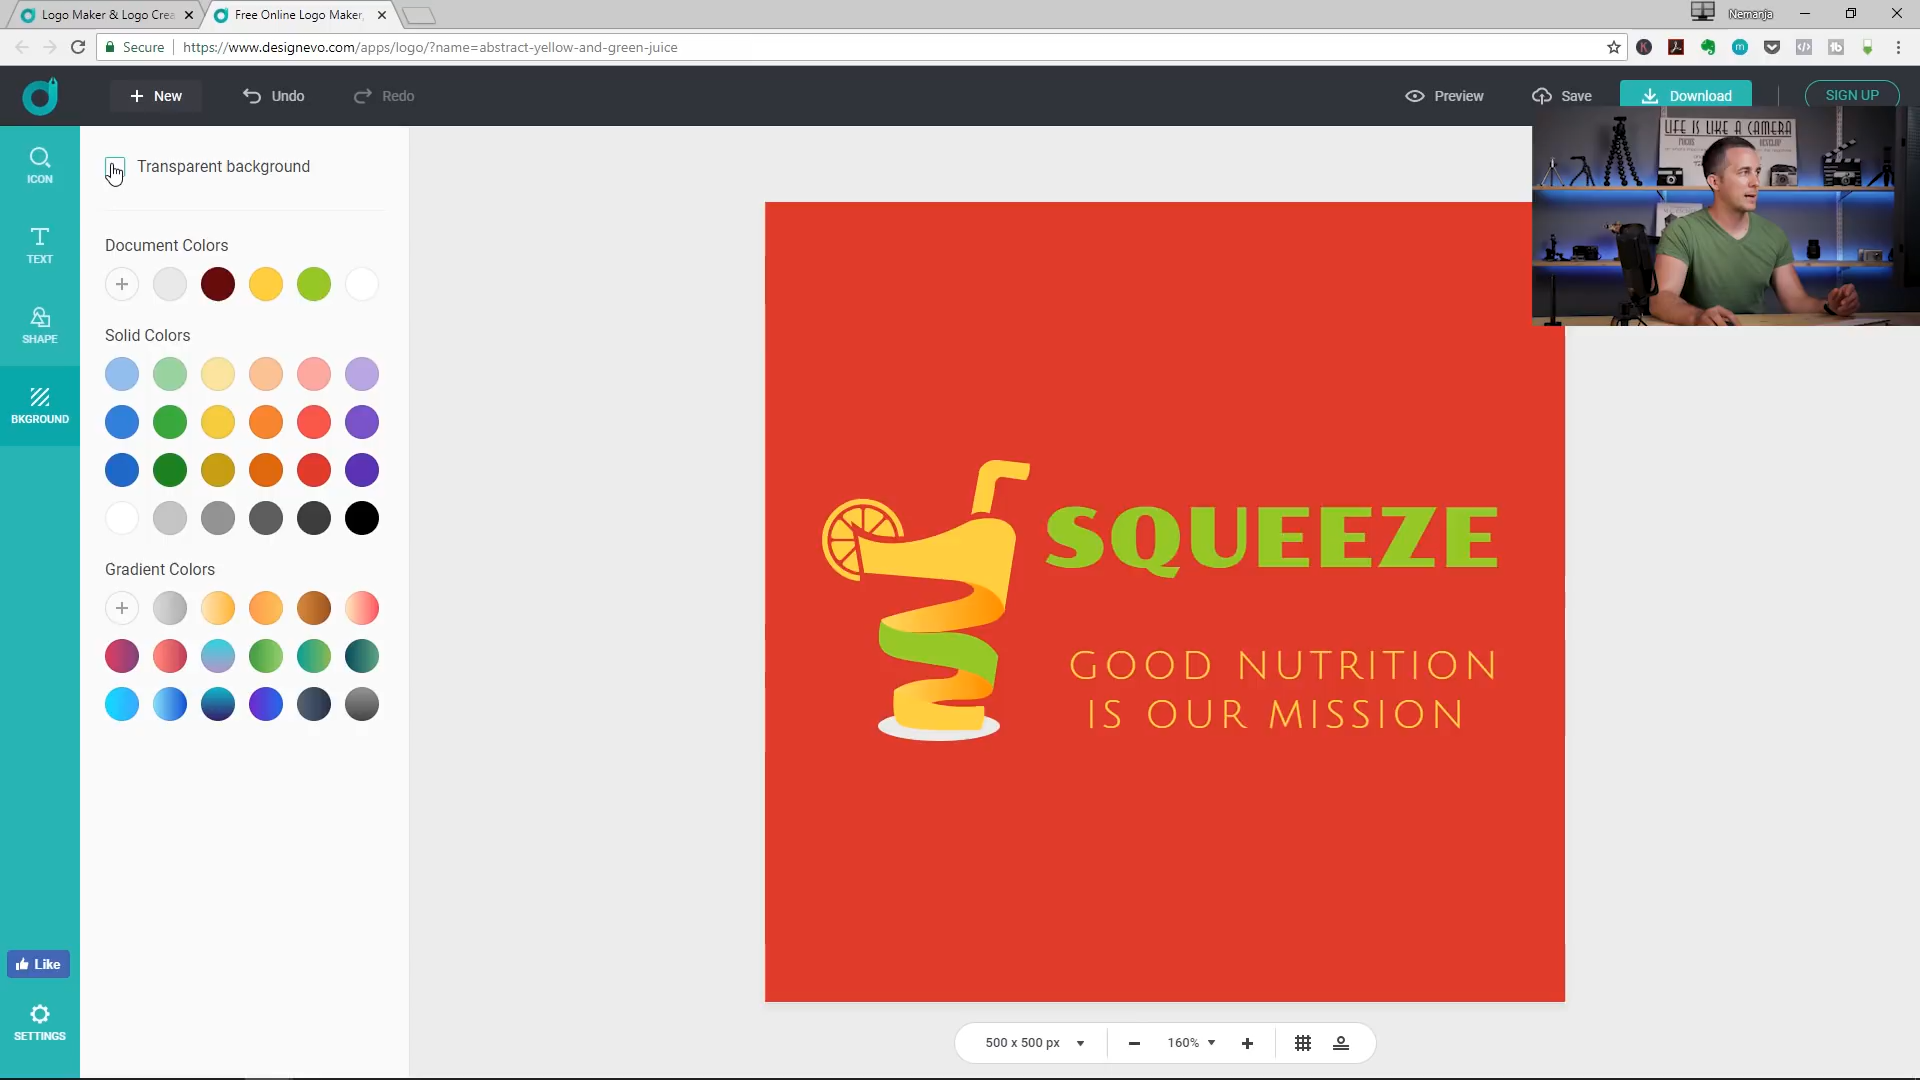 Logo Maker & Logo Crea
Free Online Logo Maker,
Nemanja
Secure
https://www.designevo.com/apps/logo/?name=abstract-yellow-and-green-juice
New
Undo
Redo
Preview
Save
Download
SIGN UP
ICON
TEXT
SHAPE
BKGROUND
Like
SETTINGS
Transparent background
Document Colors
Solid Colors
Gradient Colors
LIFE IS LIKE A CAMERA
SQUEEZE
GOOD NUTRITION
IS OUR MISSION
500 x 500 px
160%